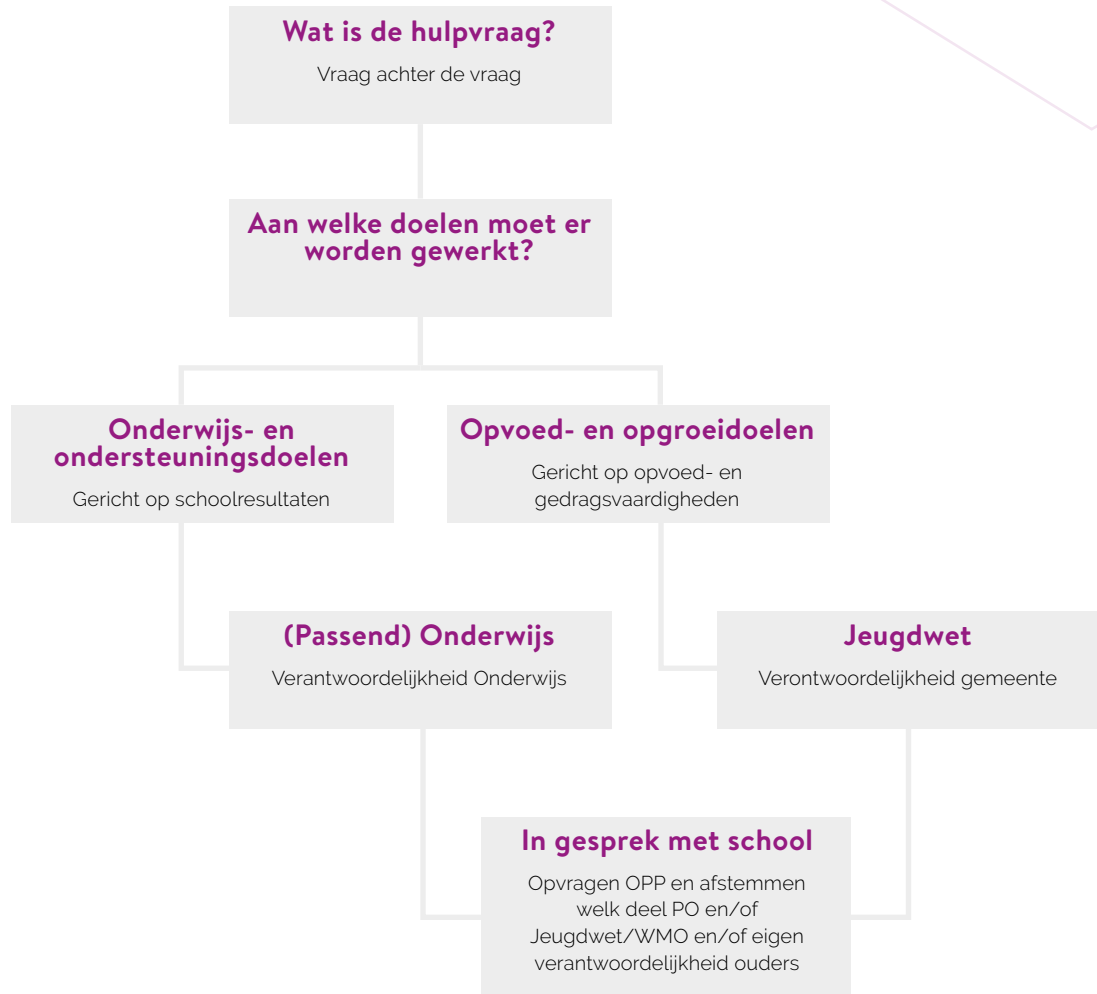 Wat is de hulpvraag?
Vraag achter de vraag
Aan welke doelen moet er
worden gewerkt?
Onderwijs- en
ondersteuningsdoelen
Gericht op schoolresultaten
Opvoed- en opgroeidoelen
Gericht op opvoed- en
gedragsvaardigheden
(Passend) Onderwijs
Verantwoordelijkheid Onderwijs
Jeugdwet
Verontwoordelijkheid gemeente
In gesprek met school
Opvragen OPP en afstemmen
welk deel PO en/of
Jeugdwet/WMO en/of eigen
verantwoordelijkheid ouders